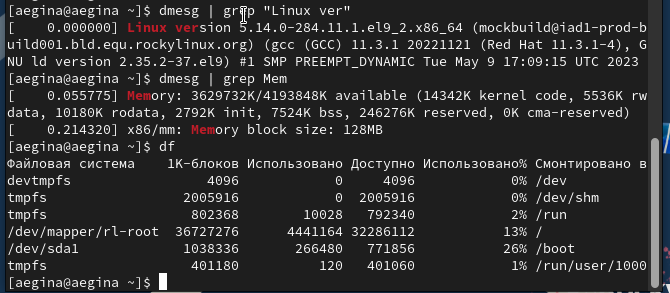 [aegina@aegina ~]$ dmesg | grep "Linux ver"
[    0.000000] Linux version 5.14.0-284.11.1.el9_2.x86_64 (mockbuild@iad1-prod-b
uild001.bld.equ.rockylinux.org) (gcc (GCC) 11.3.1 20221121 (Red Hat 11.3.1-4), G
NU ld version 2.35.2-37.el9) #1 SMP PREEMPT_DYNAMIC Tue May 9 17:09:15 UTC 2023
[aegina@aegina ~]$ dmesg | grep Mem
[    0.055775] Memory: 3629732K/4193848K available (14342K kernel code, 5536K rw
data, 10180K rodata, 2792K init, 7524K bss, 246276K reserved, 0K cma-reserved)
[    0.214320] x86/mm: Memory block size: 128MB
[aegina@aegina ~]$ df
Файловая система    1K-блоков Использовано Доступно Использовано% Cмонтировано в
devtmpfs                 4096            0     4096            0% /dev
tmpfs                 2005916            0  2005916            0% /dev/shm
tmpfs                  802368        10028   792340            2% /run
/dev/mapper/rl-root  36727276      4441164 32286112           13% /
/dev/sda1             1038336       266480   771856           26% /boot
tmpfs                  401180          120   401060            1% /run/user/1000
[aegina@aegina ~]$